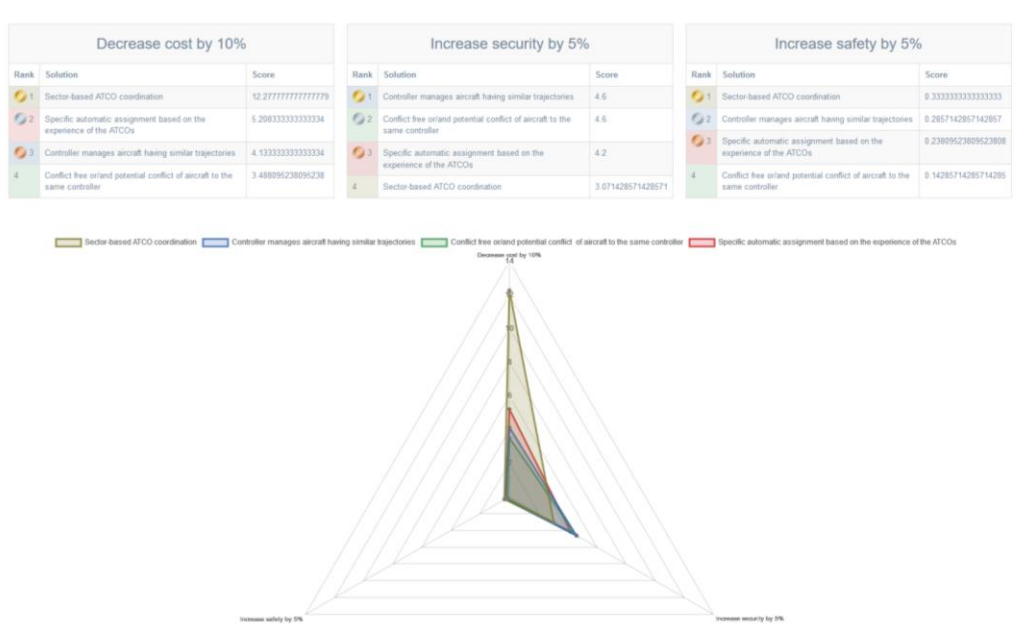 Decrease cost by 10%
Rank Solution Score
1 Sector-based ATCO coordination 12.277777777777779
2 Specific automatic assignment based on the 5.208333333333334
experience of the ATCOs
3 Controller manages aircraft having similar trajectories 4.133333333333334
4 Conflict free or/and potential conflict of aircraft to the 3.488095238095238
same controller
Increase security by 5%
Rank Solution Score
1 Controller manages aircraft having similar trajectories 4.6
2 Conflict free or/and potential conflict of aircraft to the 4.6
same controller
3 Specific automatic assignment based on the 4.2
experience of the ATCOs
4 Sector-based ATCO coordination 3.071428571428571
Increase safety by 5%
Rank Solution Score
1 Sector-based ATCO coordination 0.3333333333333333
2 Controller manages aircraft having similar trajectories 0.2857142857142857
3 Specific automatic assignment based on the 0.23809523809523808
experience of the ATCOs
4 Conflict free or/and potential conflict of aircraft to the 0.14285714285714285
same controller
Sector-based ATCO coordination Controller manages aircraft having similar trajectories Conflict free or/and potential conflict of aircraft to the same controller Specific automatic assignment based on the experience of the ATCOs
Decrease cost by 10%
14
12
10
8
6
2
Increase safety by 5% Increase security by 5%